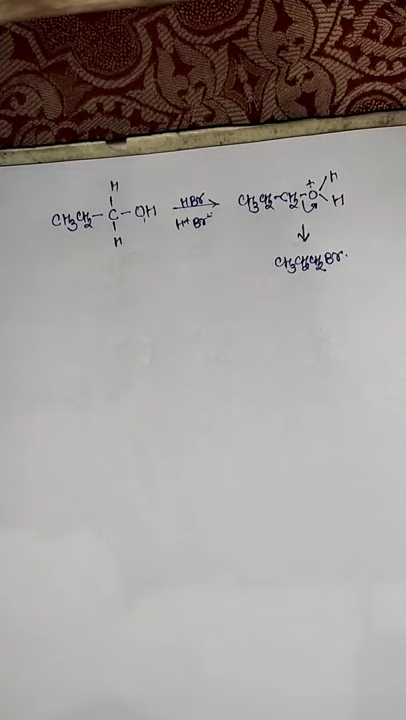 H
CH3CH2-C-OH HBr CH3CH2-CH2-O+ H
H+ Br- H
H
CH3CH2CH2Br.